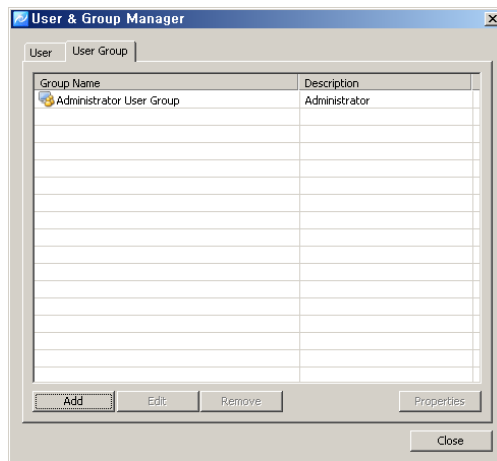 User & Group Manager
User
User Group
Group Name Description
Administrator User Group Administrator
Add Edit Remove Properties
Close